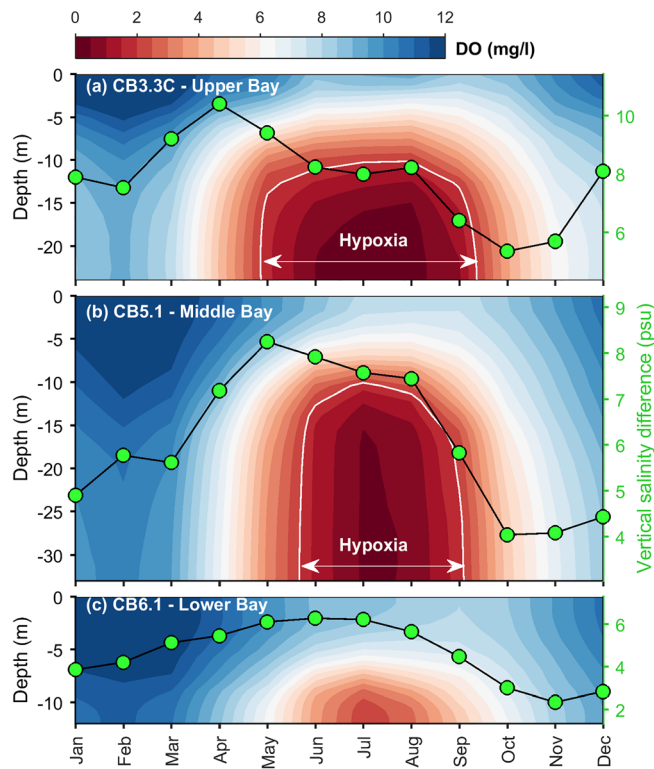 0 2 4 6 8 10 12
DO (mg/l)
(a) CB3.3C - Upper Bay
Depth (m)
0
-5
-10
-15
-20
10
8
6
4
Hypoxia
(b) CB5.1 - Middle Bay
Depth (m)
0
-5
-10
-15
-20
-25
-30
9
8
7
6
5
4
Vertical salinity difference (psu)
Hypoxia
(c) CB6.1 - Lower Bay
Depth (m)
0
-5
-10
6
4
2
Jan Feb Mar Apr May Jun Jul Aug Sep Oct Nov Dec